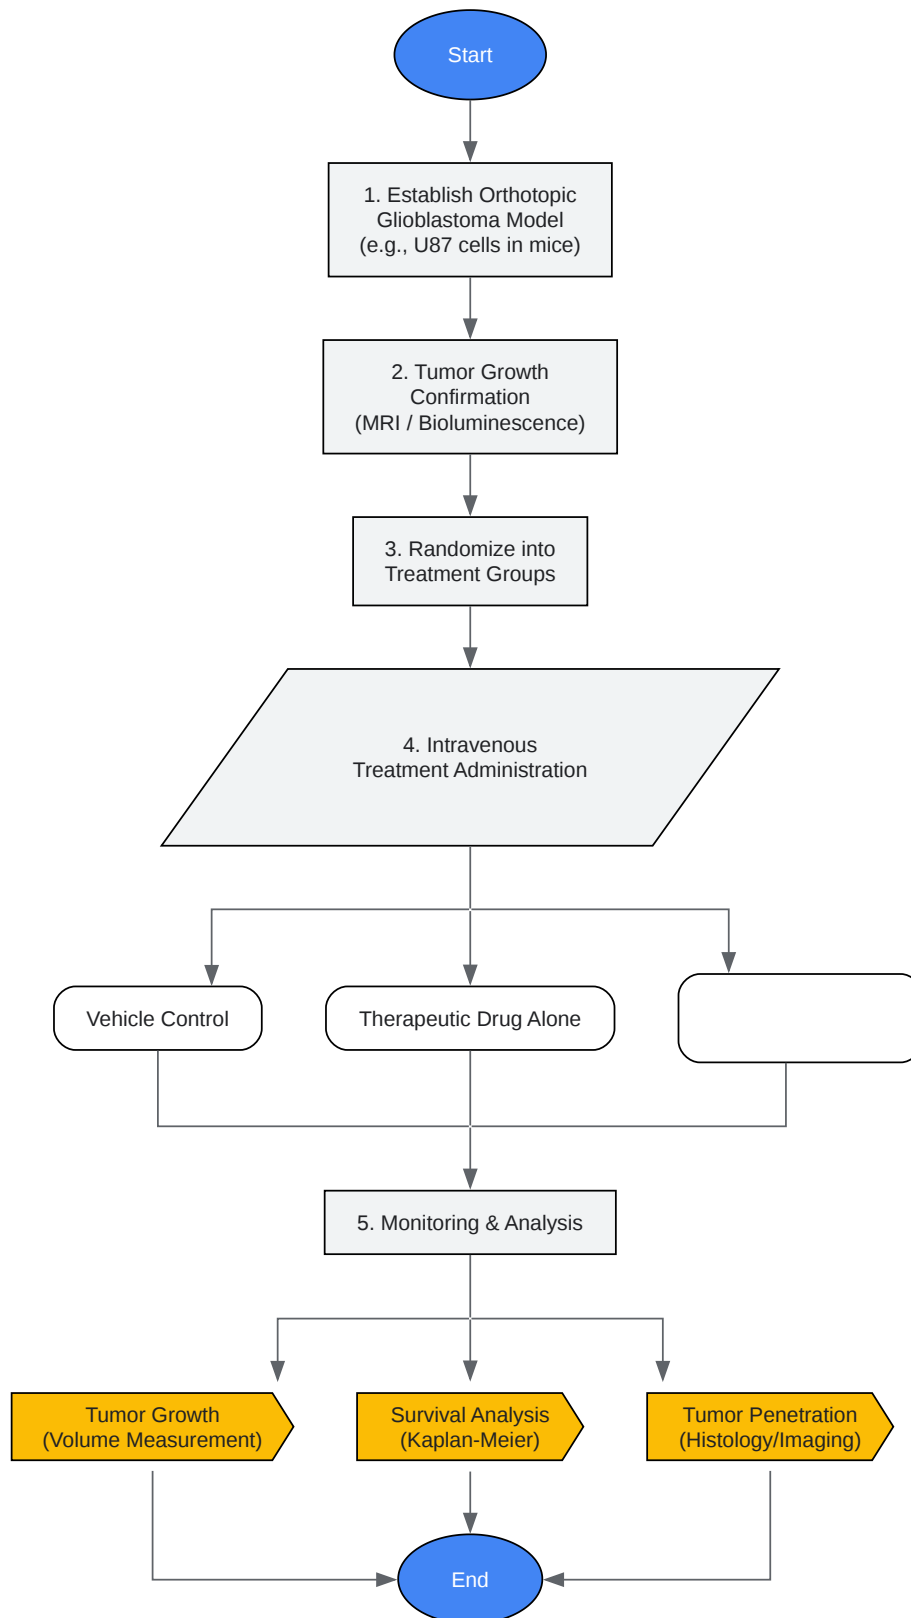 Start
1. Establish Orthotopic
Glioblastoma Model
(e.g., U87 cells in mice)
2. Tumor Growth
Confirmation
(MRI / Bioluminescence)
3. Randomize into
Treatment Groups
4. Intravenous
Treatment Administration
Vehicle Control
Therapeutic Drug Alone
5. Monitoring & Analysis
Tumor Growth
(Volume Measurement)
Survival Analysis
(Kaplan-Meier)
Tumor Penetration
(Histology/Imaging)
End